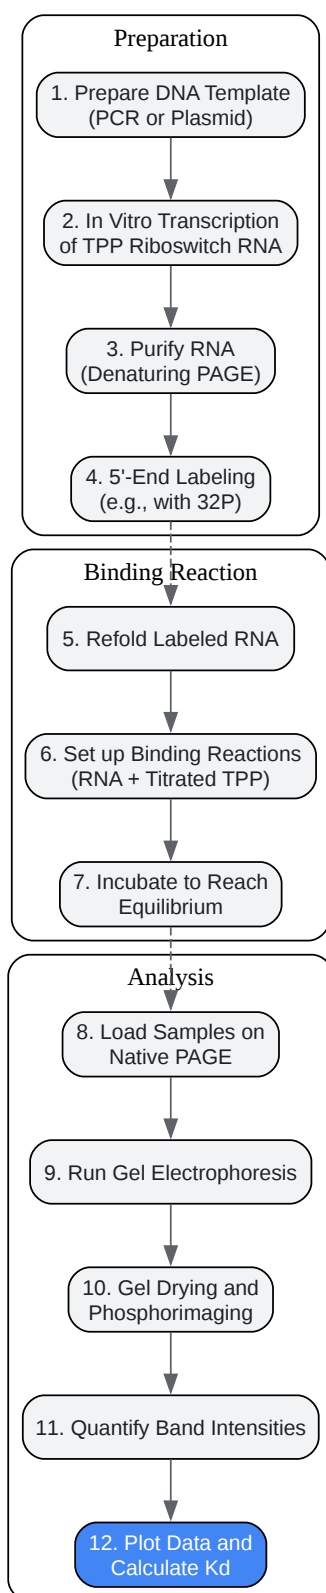 Preparation
1. Prepare DNA Template
(PCR or Plasmid)
2. In Vitro Transcription
of TPP Riboswitch RNA
3. Purify RNA
(Denaturing PAGE)
4. 5'-End Labeling
(e.g., with 32P)
Binding Reaction
5. Refold Labeled RNA
6. Set up Binding Reactions
(RNA + Titrated TPP)
7. Incubate to Reach
Equilibrium
Analysis
8. Load Samples on
Native PAGE
9. Run Gel Electrophoresis
10. Gel Drying and
Phosphorimaging
11. Quantify Band Intensities
12. Plot Data and
Calculate Kd